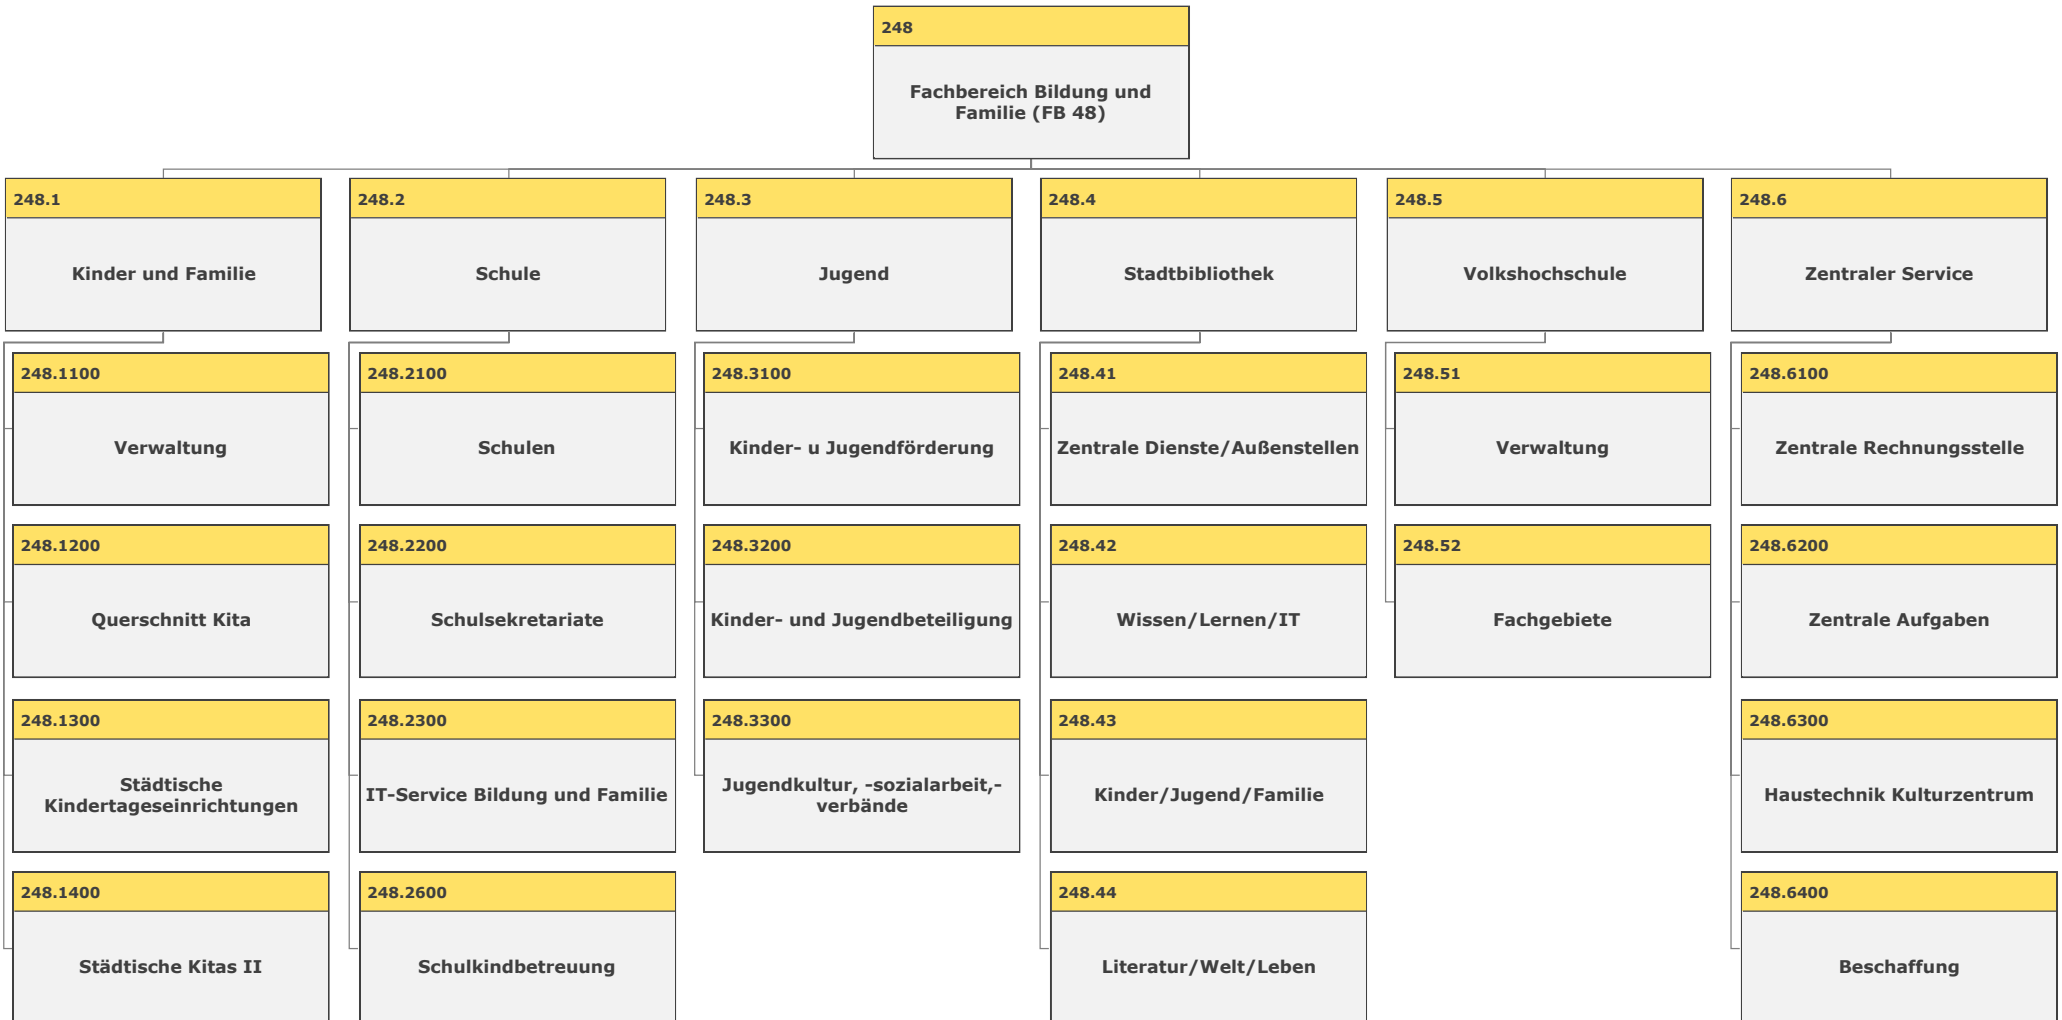 248
Fachbereich Bildung und
Familie (FB 48)
248.1
Kinder und Familie
248.2
Schule
248.3
Jugend
248.4
Stadtbibliothek
248.5
Volkshochschule
248.6
Zentraler Service
248.1100
Verwaltung
248.2100
Schulen
248.3100
Kinder- u Jugendförderung
248.41
Zentrale Dienste/Außenstellen
248.51
Verwaltung
248.6100
Zentrale Rechnungsstelle
248.1200
Querschnitt Kita
248.2200
Schulsekretariate
248.3200
Kinder- und Jugendbeteiligung
248.42
Wissen/Lernen/IT
248.52
Fachgebiete
248.6200
Zentrale Aufgaben
248.1300
Städtische
Kindertageseinrichtungen
248.2300
IT-Service Bildung und Familie
248.3300
Jugendkultur, -sozialarbeit,-
verbände
248.43
Kinder/Jugend/Familie
248.6300
Haustechnik Kulturzentrum
248.1400
Städtische Kitas II
248.2600
Schulkindbetreuung
248.44
Literatur/Welt/Leben
248.6400
Beschaffung